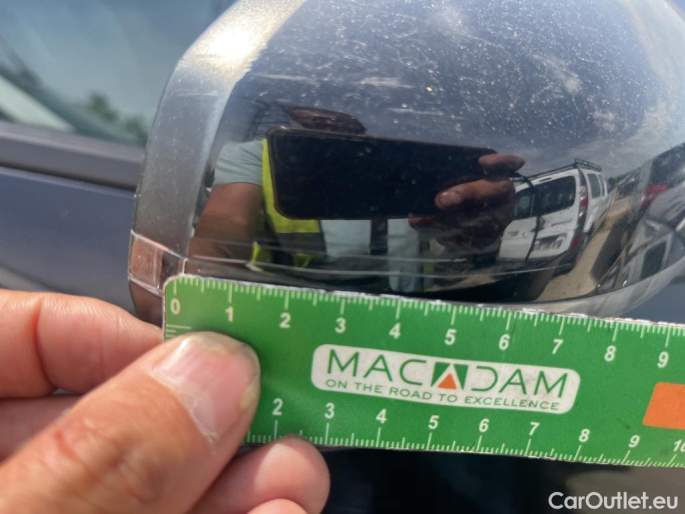 0 1 2 3 4 5 6 7 8 9
MACADAM
ON THE ROAD TO EXCELLENCE
2 3 4 5 6 7 8 9 10
CarOutlet.eu